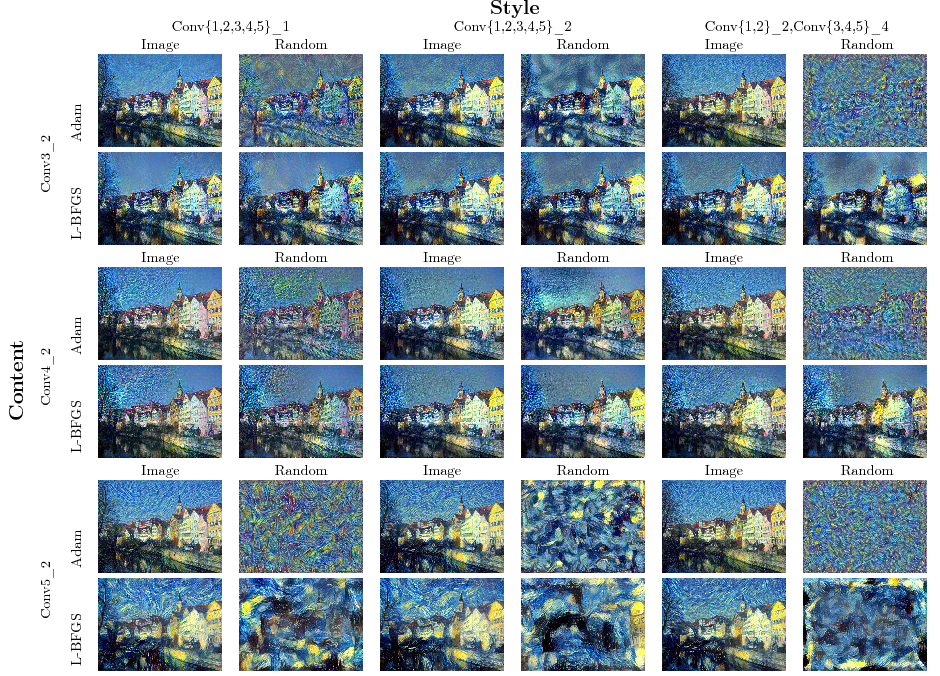 Style
Conv{1,2,3,4,5}_1 Conv{1,2,3,4,5}_2 Conv{1,2}_2,Conv{3,4,5}_4
Image Random Image Random Image Random
Content
Conv3_2
Adam
L-BFGS
Image Random Image Random Image Random
Conv4_2
Adam
L-BFGS
Image Random Image Random Image Random
Conv5_2
Adam
L-BFGS